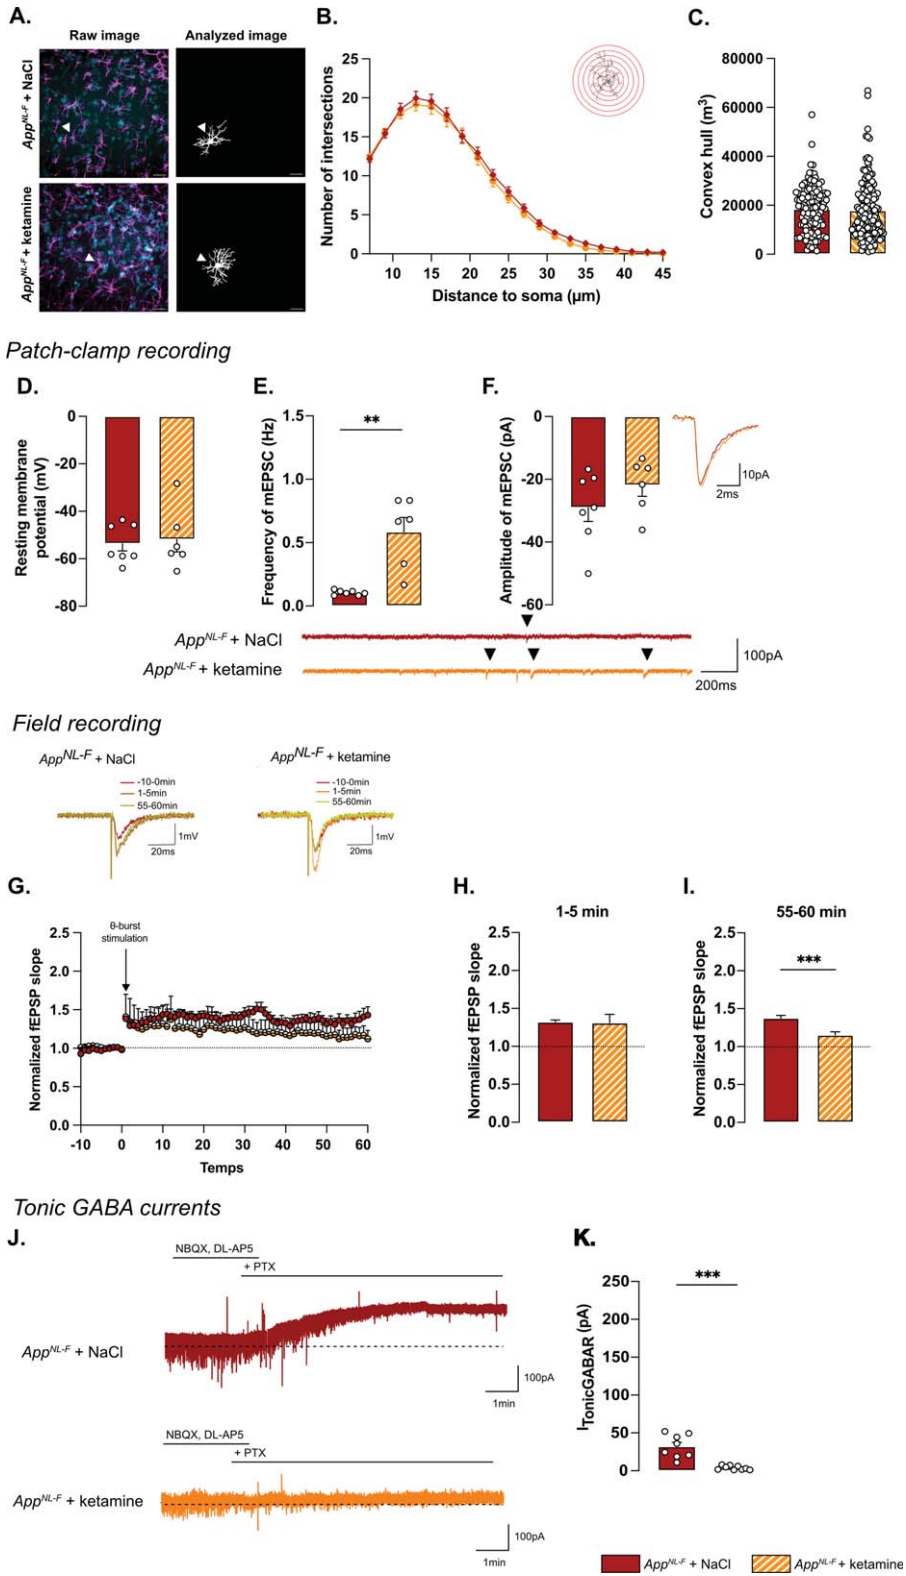 A.
Raw image
Analyzed image
App^NL-F + NaCl
App^NL-F + ketamine
B.
Number of intersections
25
20
15
10
5
0
10
15
20
25
30
35
40
45
Distance to soma (µm)
C.
Convex hull (m³)
80000
60000
40000
20000
0
Patch-clamp recording
D.
Resting membrane
potential (mV)
0
-20
-40
-60
-80
E.
Frequency of mEPSC (Hz)
1.5
1.0
0.5
0.0
**
F.
Amplitude of mEPSC (pA)
0
-20
-40
-60
10pA
2ms
App^NL-F + NaCl
App^NL-F + ketamine
100pA
200ms
Field recording
App^NL-F + NaCl
-10-0min
1-5min
55-60min
1mV
20ms
App^NL-F + ketamine
-10-0min
1-5min
55-60min
1mV
20ms
G.
θ-burst
stimulation
Normalized fEPSP slope
2.5
2.0
1.5
1.0
0.5
0.0
-10
0
10
20
30
40
50
60
Temps
H.
1-5 min
Normalized fEPSP slope
2.5
2.0
1.5
1.0
0.5
0.0
I.
55-60 min
Normalized fEPSP slope
2.5
2.0
1.5
1.0
0.5
0.0
***
Tonic GABA currents
J.
NBQX, DL-AP5
+ PTX
App^NL-F + NaCl
100pA
1min
NBQX, DL-AP5
+ PTX
App^NL-F + ketamine
100pA
1min
K.
I_TonicGABAR (pA)
250
200
150
100
50
0
***
App^NL-F + NaCl
App^NL-F + ketamine